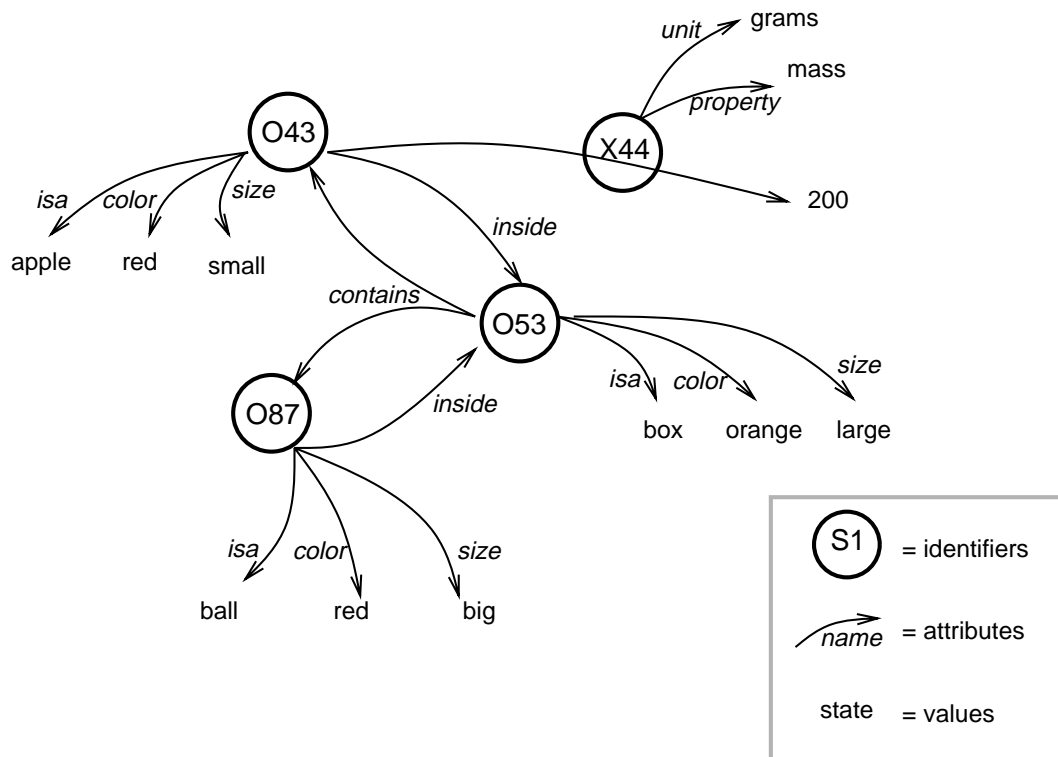 grams
unit
mass
property
O43
X44
isa
color
size
200
inside
apple
red
small
contains
O53
isa
color
size
O87
inside
box
orange
large
S1
= identifiers
isa
color
size
ball
red
big
name
= attributes
state
= values